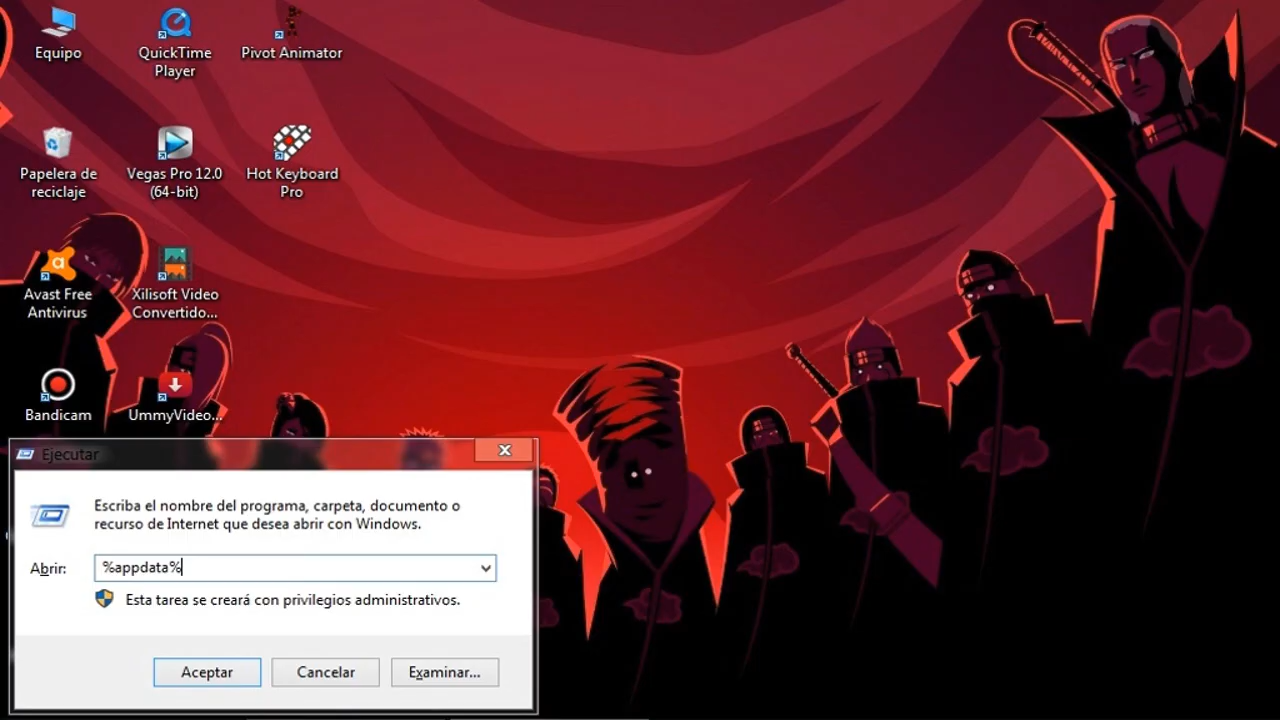 Equipo
QuickTime
Player
Pivot Animator
Papelera de
reciclaje
Vegas Pro 12.0
(64-bit)
Hot Keyboard
Pro
Avast Free
Antivirus
Xilisoft Video
Convertido...
Bandicam
UmmyVideo...
Ejecutar
Escriba el nombre del programa, carpeta, documento o
recurso de Internet que desea abrir con Windows.
Abrir:
%appdata%
Esta tarea se creará con privilegios administrativos.
Aceptar
Cancelar
Examinar...